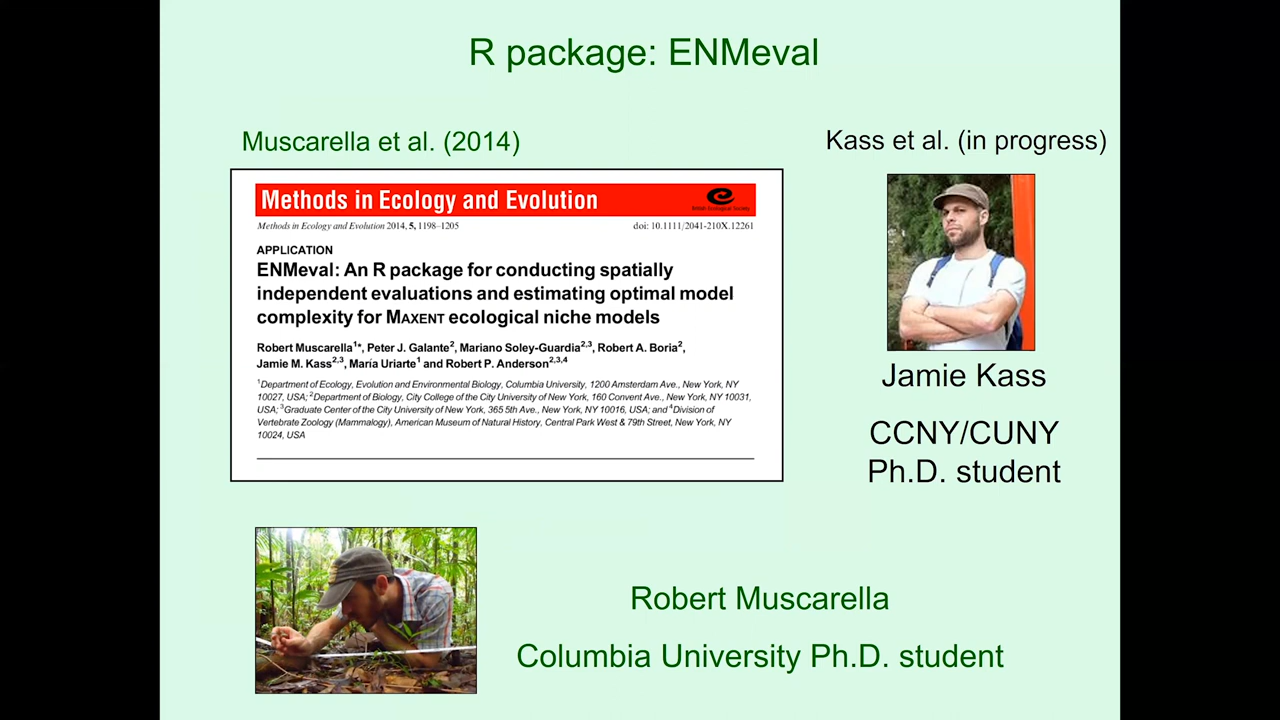 R package: ENMeval
Muscarella et al. (2014)
Kass et al. (in progress)
Methods in Ecology and Evolution
British Ecological Society
Methods in Ecology and Evolution 2014, 5, 1198–1205
doi: 10.1111/2041-210X.12261
APPLICATION
ENMeval: An R package for conducting spatially
independent evaluations and estimating optimal model
complexity for MAXENT ecological niche models
Robert Muscarella1*, Peter J. Galante2, Mariano Soley-Guardia2,3, Robert A. Boria2,
Jamie M. Kass2,3, María Uriarte1 and Robert P. Anderson2,3,4
1Department of Ecology, Evolution and Environmental Biology, Columbia University, 1200 Amsterdam Ave., New York, NY
10027, USA; 2Department of Biology, City College of the City University of New York, 160 Convent Ave., New York, NY 10031,
USA; 3Graduate Center of the City University of New York, 365 5th Ave., New York, NY 10016, USA; and 4Division of
Vertebrate Zoology (Mammalogy), American Museum of Natural History, Central Park West & 79th Street, New York, NY
10024, USA
Jamie Kass
CCNY/CUNY
Ph.D. student
Robert Muscarella
Columbia University Ph.D. student